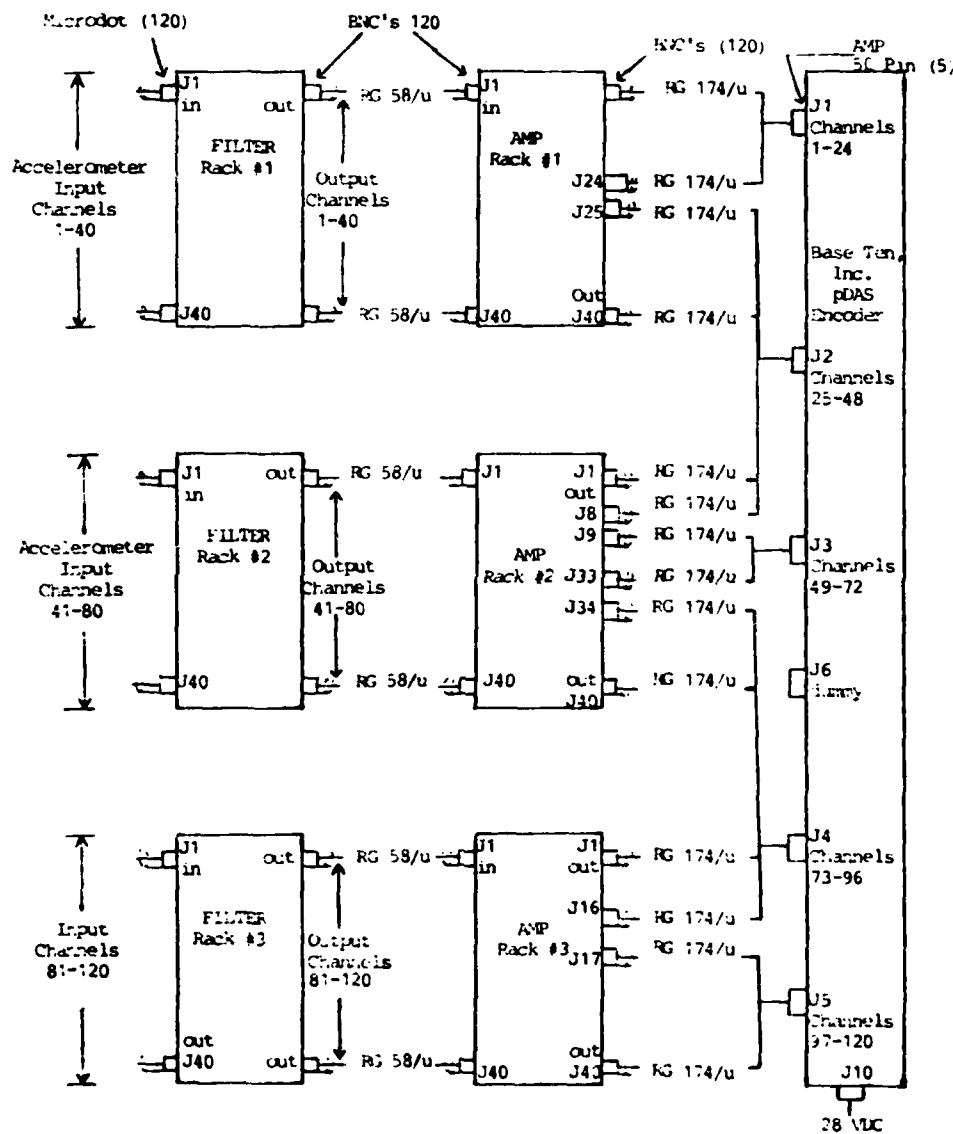 Microdot (120)
BNC's 120
BNC's (120)
AMP
50 Pin (5)
J1
in
out
FILTER
Rack #1
Accelerometer
Input
Channels
1-40
J40
RG 58/u
Output
Channels
1-40
RG 58/u
J1
in
AMP
Rack #1
J24
J25
Out
J40
J40
RG 174/u
RG 174/u
RG 174/u
RG 174/u
J1
Channels
1-24
Base Ten,
Inc.
pDAS
Encoder
J2
Channels
25-48
J1
in
out
FILTER
Rack #2
Accelerometer
Input
Channels
41-80
J40
RG 58/u
Output
Channels
41-80
RG 58/u
J1
J1
out
J8
J9
AMP
Rack #2
J33
J34
J40
out
J40
RG 174/u
RG 174/u
RG 174/u
RG 174/u
RG 174/u
RG 174/u
J3
Channels
49-72
J6
Dummy
J1
in
out
FILTER
Rack #3
Input
Channels
81-120
out
J40
out
RG 58/u
Output
Channels
81-120
RG 58/u
J1
in
J1
out
J16
AMP
Rack #3
J17
out
J40
J40
RG 174/u
RG 174/u
RG 174/u
RG 174/u
J4
Channels
73-96
J5
Channels
97-120
J10
28 VDC